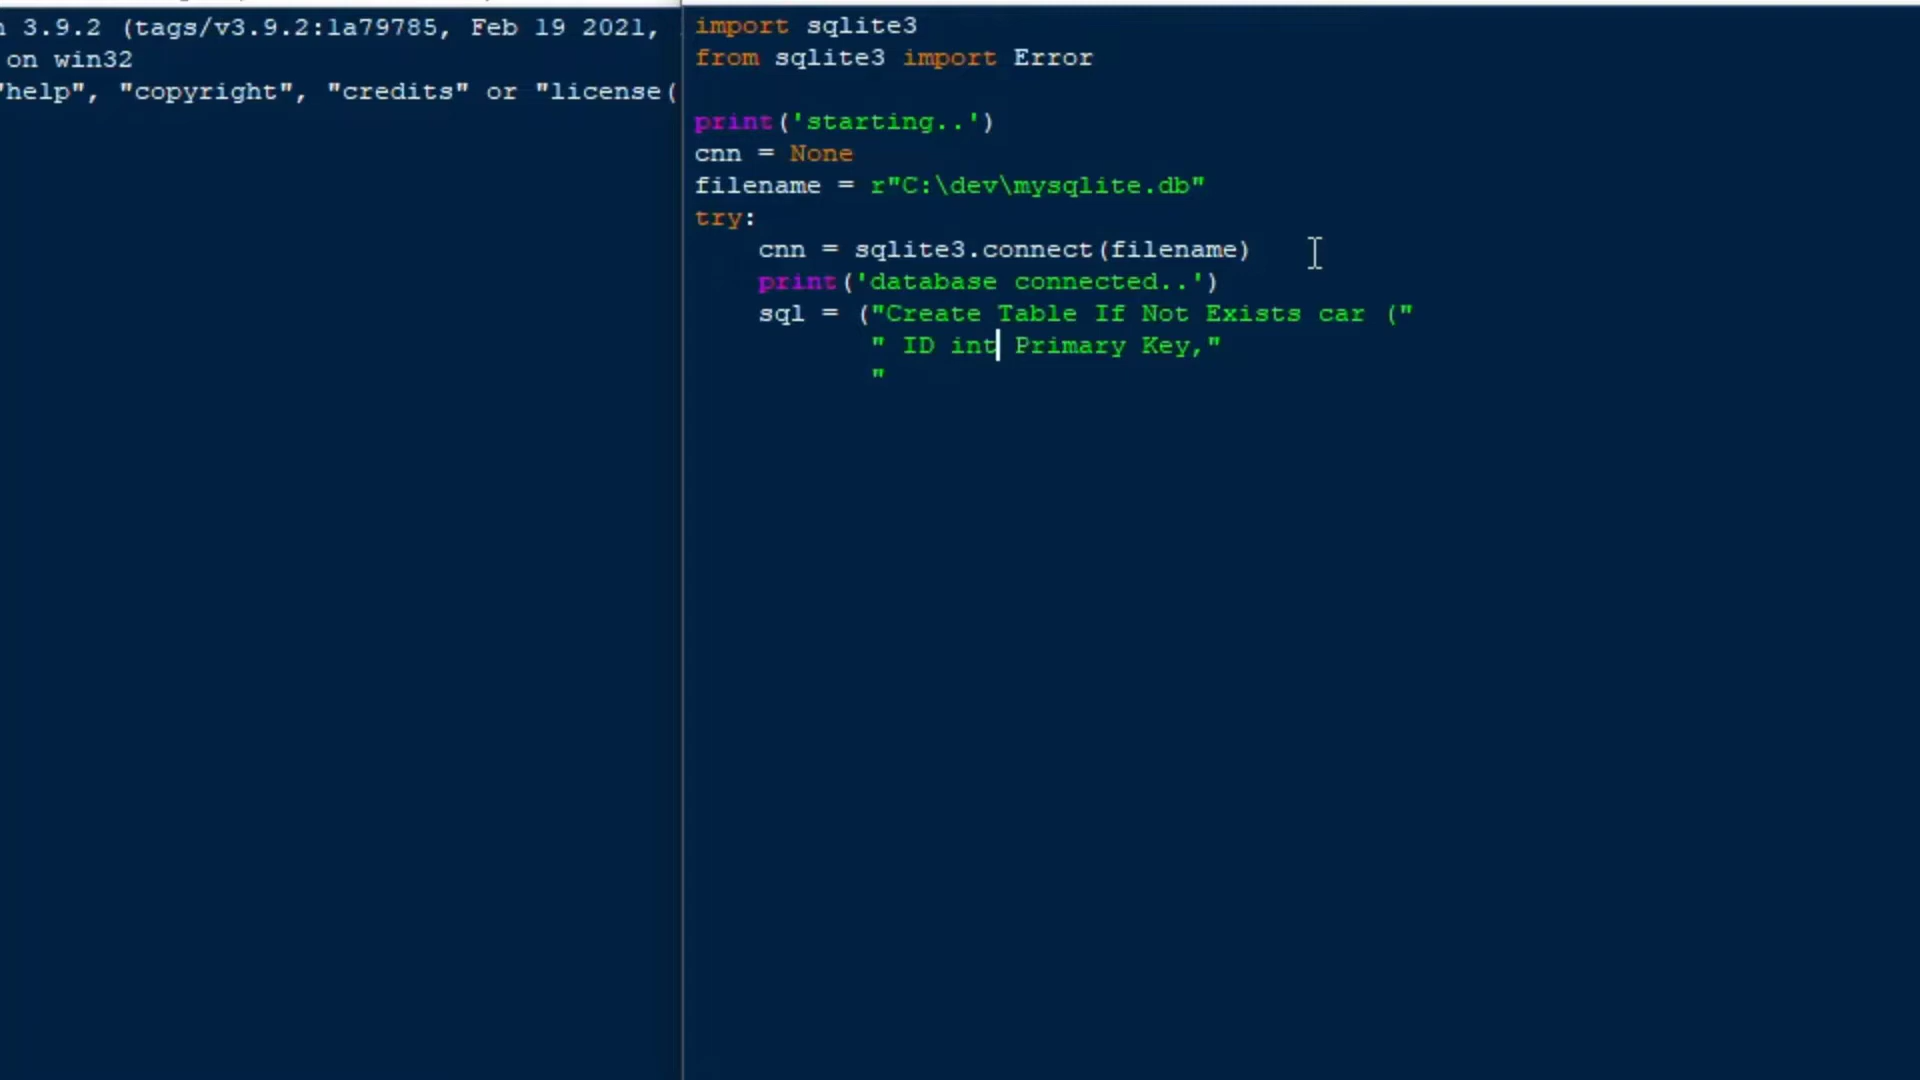 3.9.2 (tags/v3.9.2:1a79785, Feb 19 2021,
on win32
"help", "copyright", "credits" or "license(
import sqlite3
from sqlite3 import Error
print('starting..')
cnn = None
filename = r"C:\dev\mysqlite.db"
try:
    cnn = sqlite3.connect(filename)
    print('database connected..')
    sql = ("Create Table If Not Exists car ("
           " ID int Primary Key,"
           "